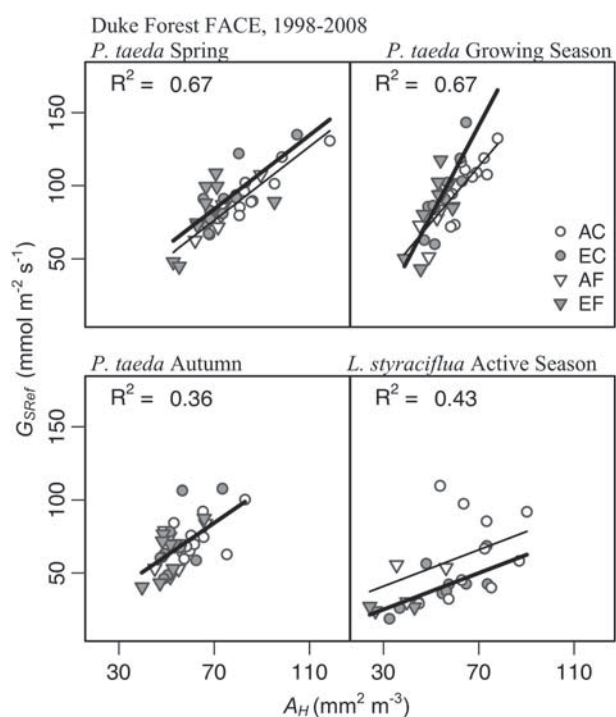 Duke Forest FACE, 1998-2008
P. taeda Spring
P. taeda Growing Season
R² = 0.67
R² = 0.67
150
100
50
AC
EC
AF
EF
G_SRef (mmol m⁻² s⁻¹)
P. taeda Autumn
L. styraciflua Active Season
R² = 0.36
R² = 0.43
150
100
50
30 70 110
30 70 110
A_H (mm² m⁻³)